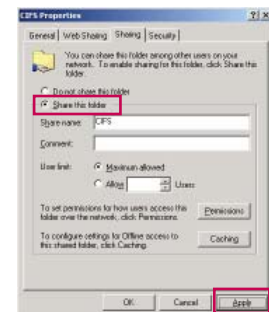 CIFS Properties
General Web Sharing Sharing Security
You can share this folder among other users on your
network. To enable sharing for this folder, click Share this
folder.
Do not share this folder
Share this folder
Share name: CIFS
Comment:
User limit: Maximum allowed
Allow Users
To set permissions for how users access this
folder over the network, click Permissions.
Permissions
To configure settings for Offline access to
this shared folder, click Caching.
Caching
OK Cancel Apply